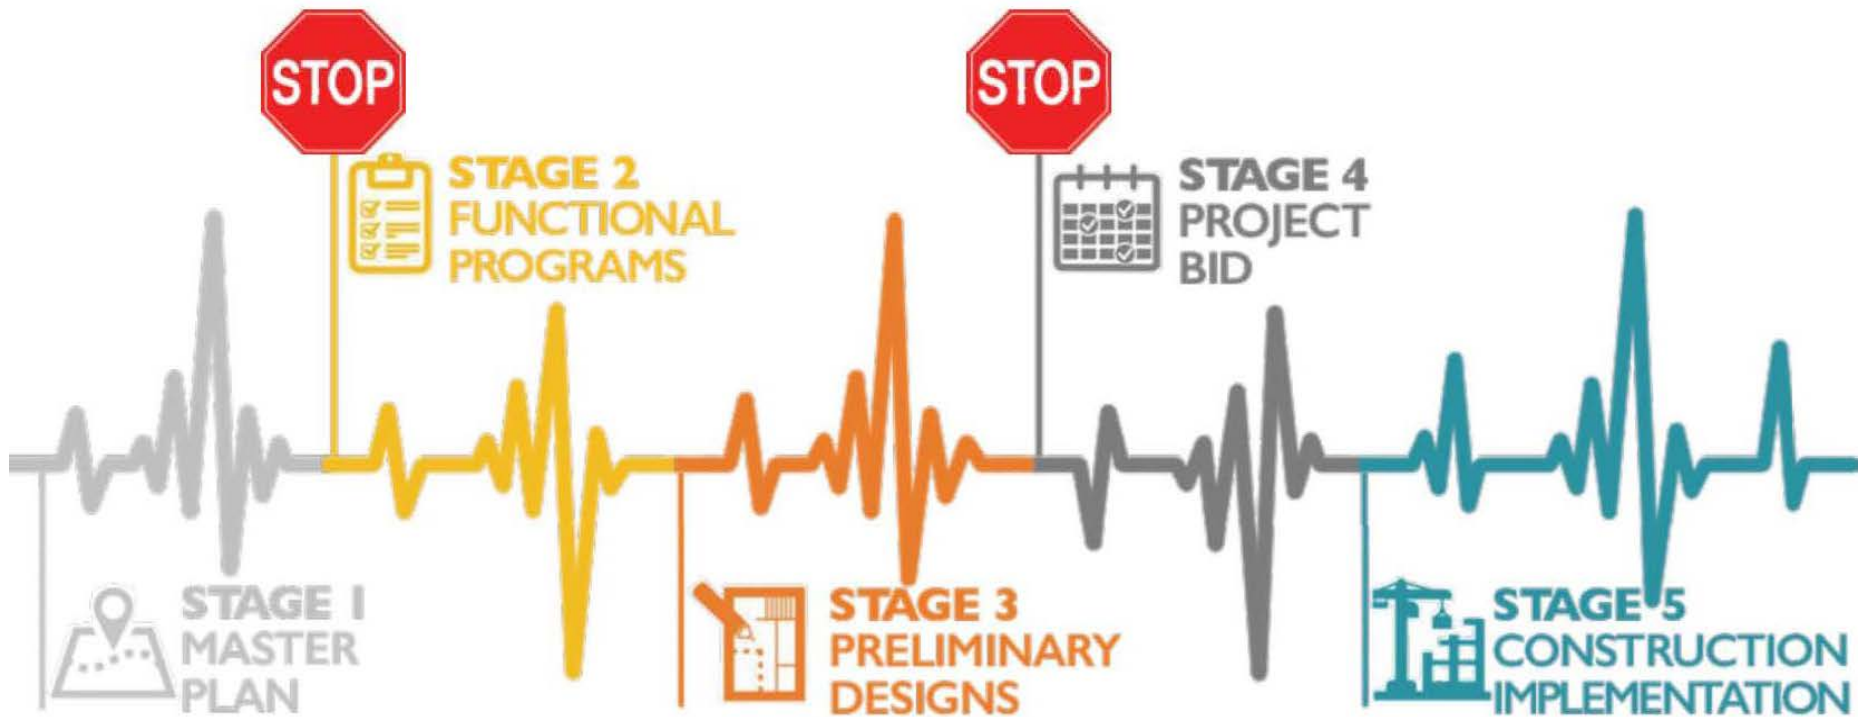 STOP
STOP
STAGE 1
MASTER
PLAN
STAGE 2
FUNCTIONAL
PROGRAMS
STAGE 3
PRELIMINARY
DESIGNS
STAGE 4
PROJECT
BID
STAGE 5
CONSTRUCTION
IMPLEMENTATION